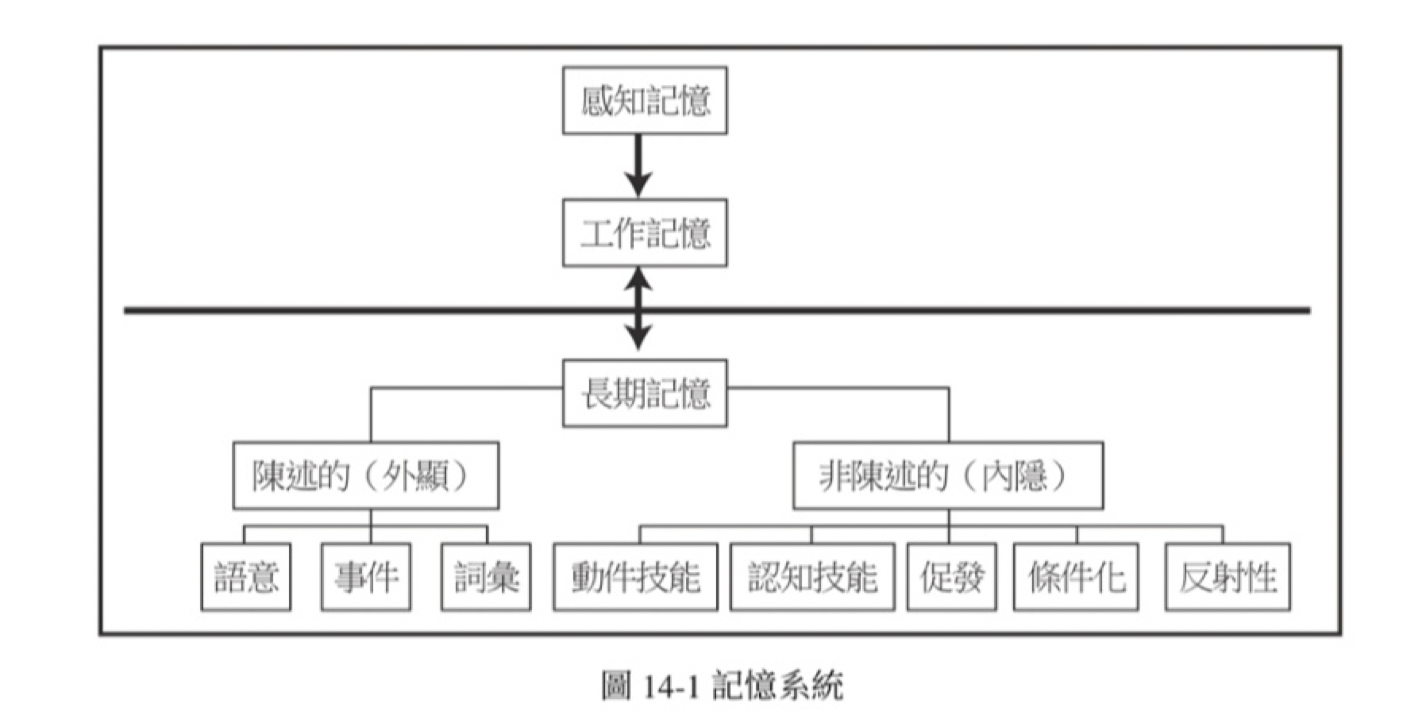 感知記憶
工作記憶
長期記憶
陳述的（外顯）
非陳述的（內隱）
語意
事件
詞彙
動件技能
認知技能
促發
條件化
反射性
圖 14-1 記憶系統